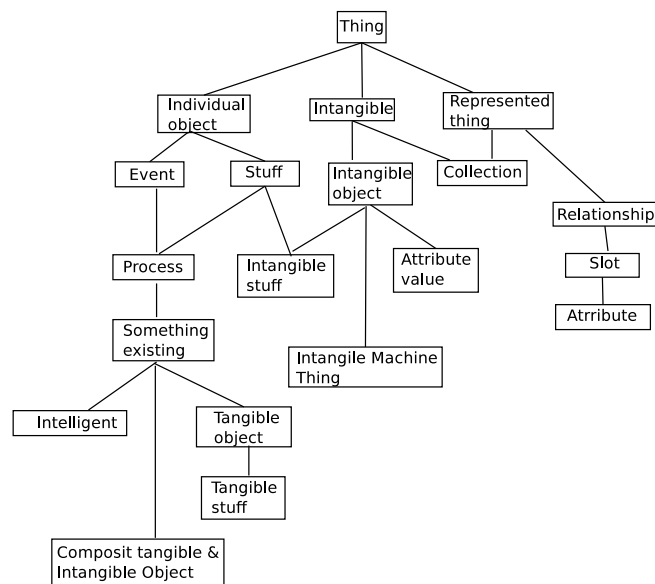 Thing
Individual
object
Intangible
Represented
thing
Event
Stuff
Intangible
object
Collection
Relationship
Process
Intangible
stuff
Attribute
value
Slot
Atrribute
Something
existing
Intangile Machine
Thing
Intelligent
Tangible
object
Tangible
stuff
Composit tangible &
Intangible Object